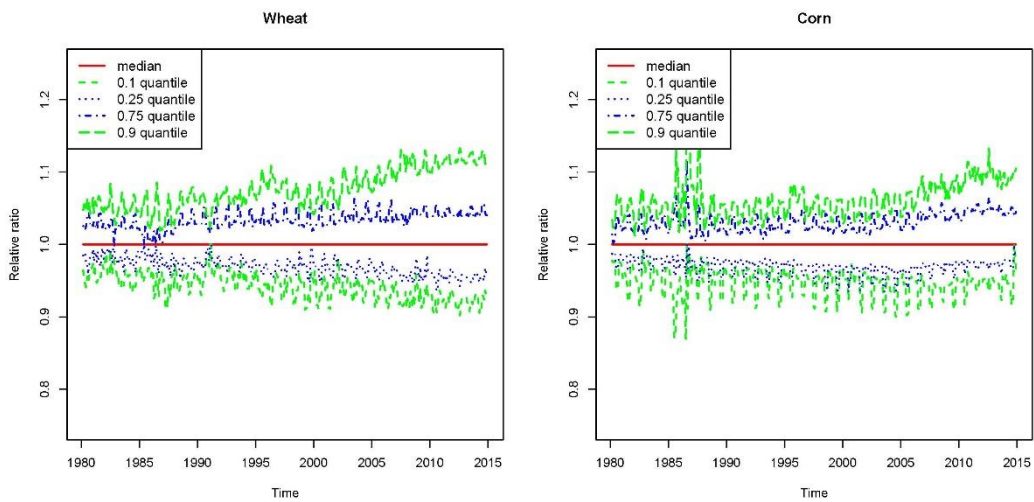 Wheat
median
0.1 quantile
0.25 quantile
0.75 quantile
0.9 quantile
Relative ratio
1.2
1.1
1.0
0.9
0.8
1980 1985 1990 1995 2000 2005 2010 2015
Time
Corn
median
0.1 quantile
0.25 quantile
0.75 quantile
0.9 quantile
Relative ratio
1.2
1.1
1.0
0.9
0.8
1980 1985 1990 1995 2000 2005 2010 2015
Time